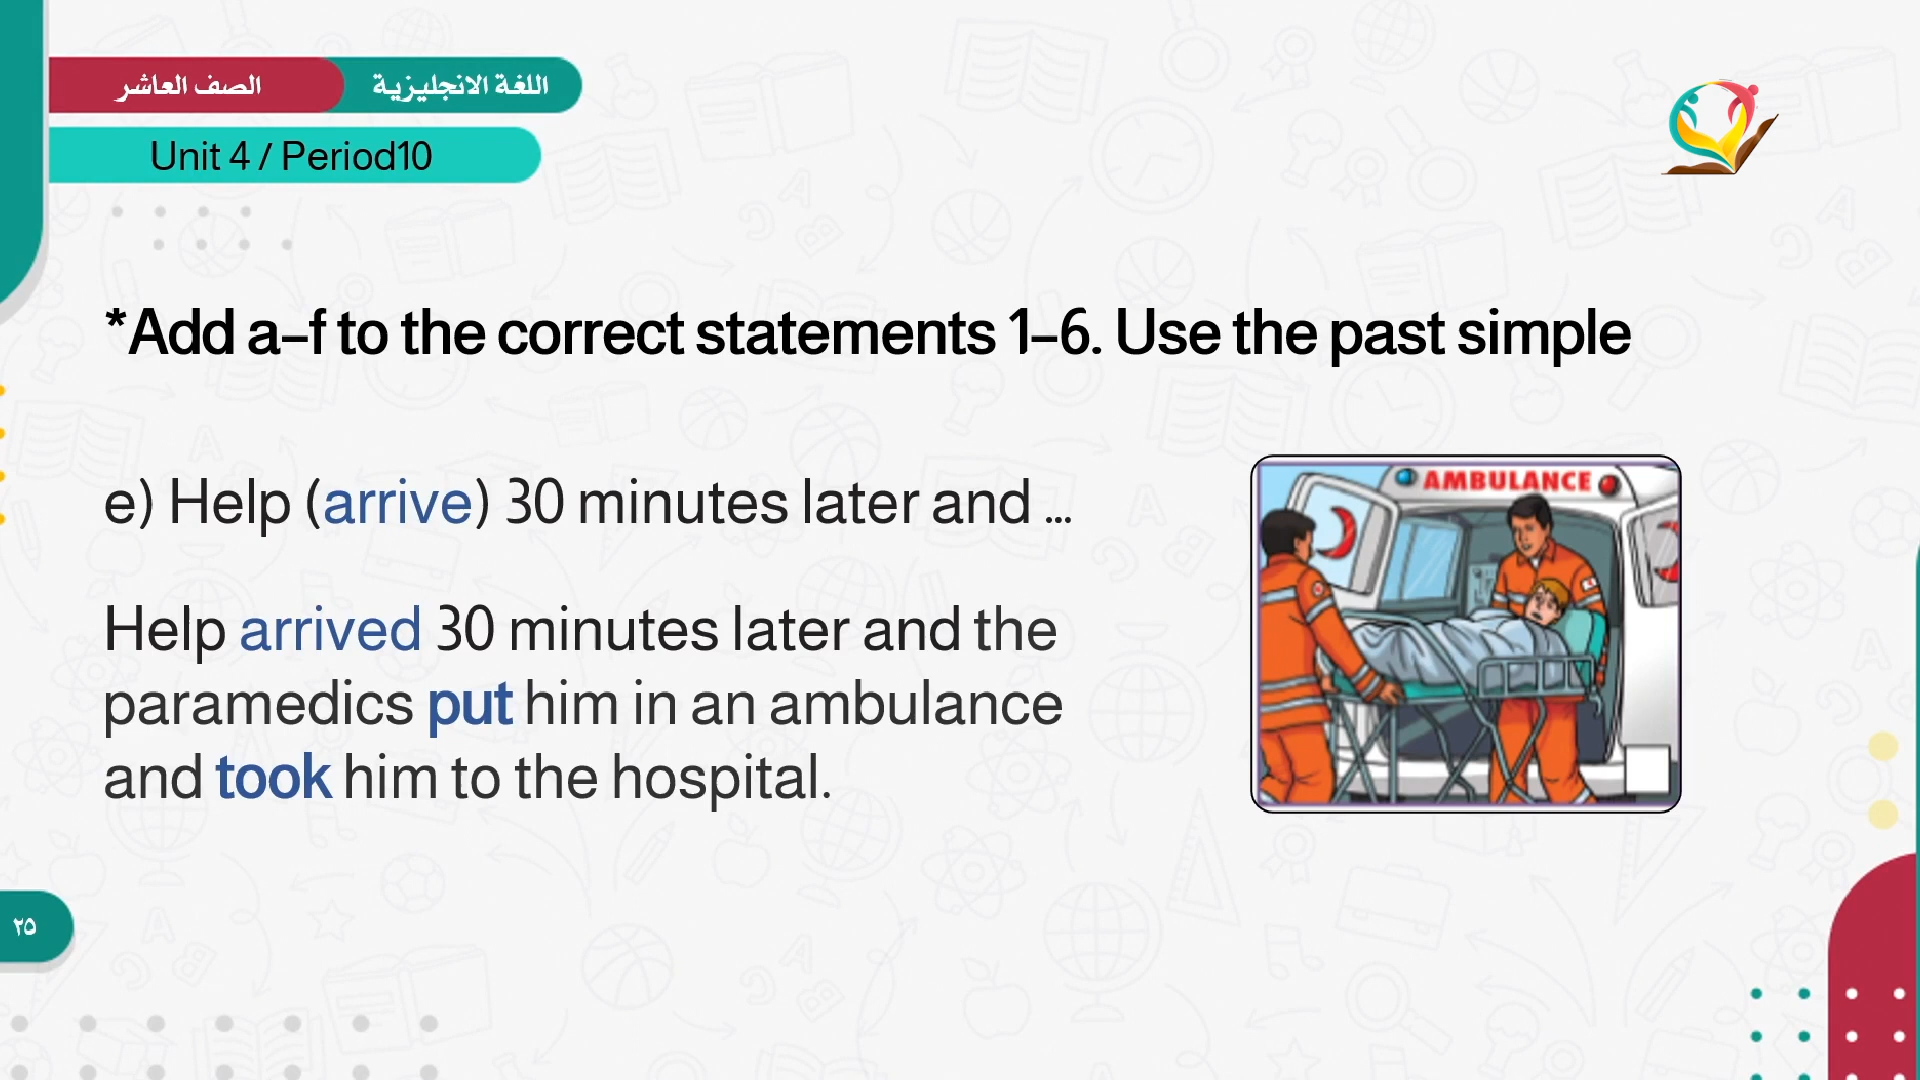 اللغة الانجليزية
الصف العاشر
Unit 4 / Period10
*Add a–f to the correct statements 1–6. Use the past simple
e) Help (arrive) 30 minutes later and ...
Help arrived 30 minutes later and the
paramedics put him in an ambulance
and took him to the hospital.
AMBULANCE
٢٥